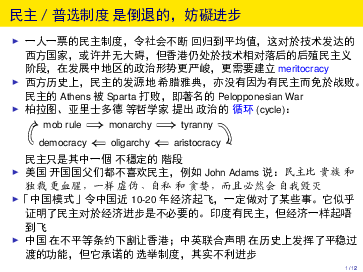 民主 / 普选制度 是倒退的，妨礙进步
一人一票的民主制度，令社会不断 回归到平均值，这对於技术发达的
西方国家，或许并无大碍，但香港仍处於技术相对落后的后殖民主义
阶段，在发展中地区的政治形势更严峻，更需要建立 meritocracy
西方历史上，民主的发源地 希腊雅典，亦没有因为有民主而免於战败。
民主的 Athens 被 Sparta 打败，即著名的 Pelopponesian War
柏拉图、亚里士多德 等哲学家 提出 政治的 循环 (cycle)：
mob rule monarchy tyranny
democracy oligarchy aristocracy
民主只是其中一個 不穩定的 階段
美国 开国国父们都不喜欢民主，例如 John Adams 说：民主比 贵族 和
独裁 更血腥，一样 虚伪、自私 和 贪婪，而且必然会 自我毁灭
「中国模式」令中国近 10-20 年经济起飞，一定做对了某些事。它似乎
证明了民主对於经济进步是不必要的。印度有民主，但经济一样起唔
到飞
中国 在不平等条约下割让香港；中英联合声明 在历史上发挥了平稳过
渡的功能，但它承诺的 选举制度，其实不利进步
1 / 12